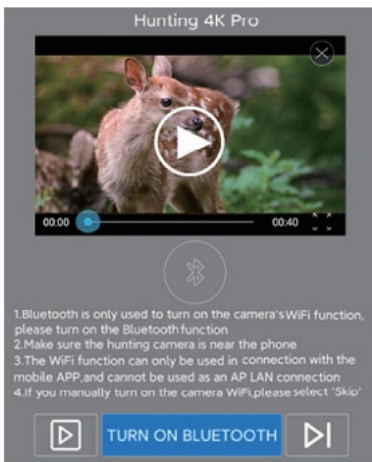 Hunting 4K Pro
00:00
00:40
1.Bluetooth is only used to turn on the camera's WiFi function,
please turn on the Bluetooth function
2.Make sure the hunting camera is near the phone
3.The WiFi function can only be used in connection with the
mobile APP,and cannot be used as an AP LAN connection
4.If you manually turn on the camera WiFi,please select 'Skip'
TURN ON BLUETOOTH